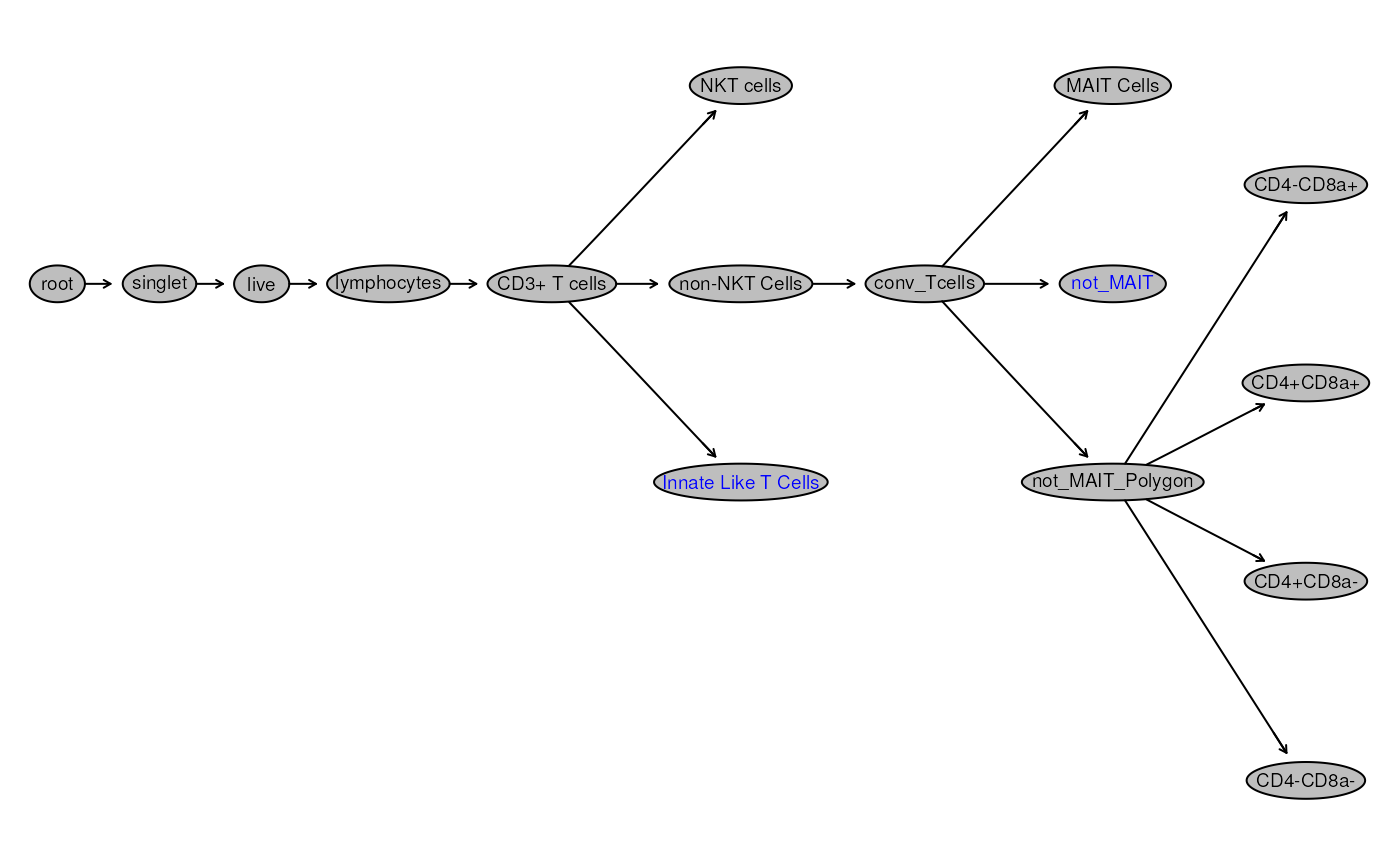 NKT cells
MAIT Cells
CD4-CD8a+
root
singlet
live
lymphocytes
CD3+ T cells
non-NKT Cells
conv_Tcells
not_MAIT
CD4+CD8a+
Innate Like T Cells
not_MAIT_Polygon
CD4+CD8a-
CD4-CD8a-